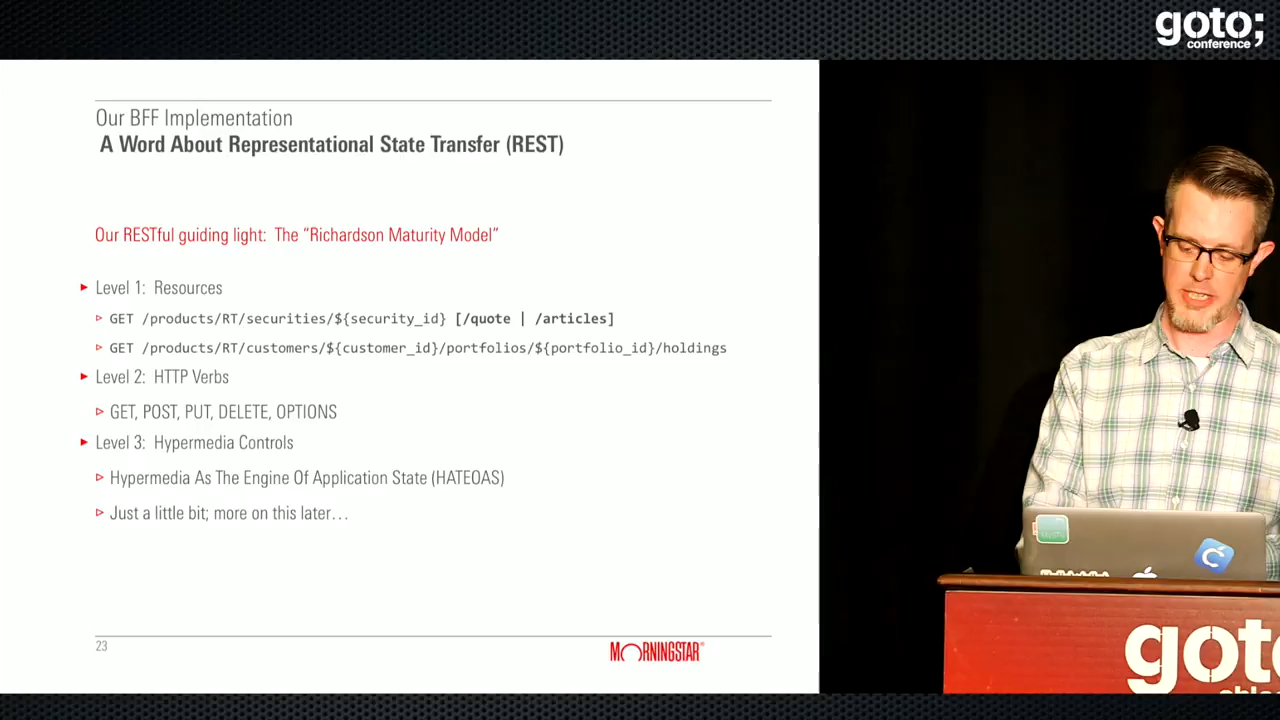 goto;
conference
Our BFF Implementation
A Word About Representational State Transfer (REST)
Our RESTful guiding light: The “Richardson Maturity Model”
Level 1: Resources
GET /products/RT/securities/${security_id} [/quote | /articles]
GET /products/RT/customers/${customer_id}/portfolios/${portfolio_id}/holdings
Level 2: HTTP Verbs
GET, POST, PUT, DELETE, OPTIONS
Level 3: Hypermedia Controls
Hypermedia As The Engine Of Application State (HATEOAS)
Just a little bit; more on this later…
23
MORNINGSTAR®
goto